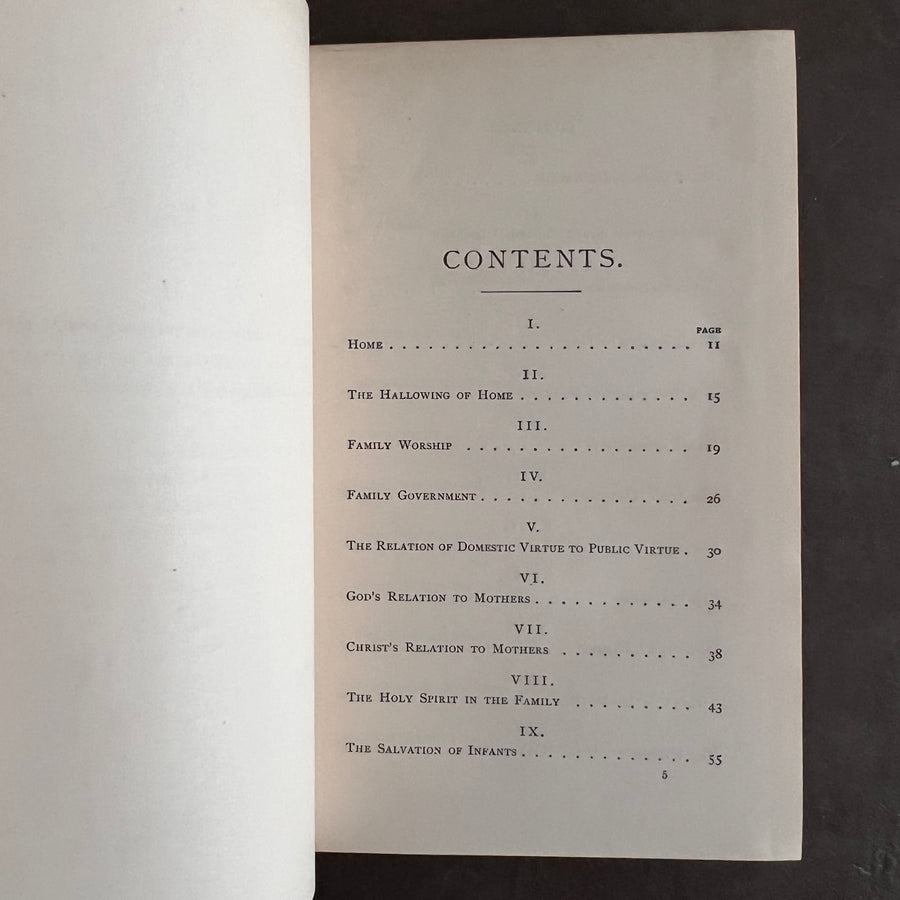 CONTENTS.
I.
PAGE
HOME . . . . . . . . . . . . . . . . . . . . . . . 11
II.
THE HALLOWING OF HOME . . . . . . . . . . . . . 15
III.
FAMILY WORSHIP . . . . . . . . . . . . . . . . . 19
IV.
FAMILY GOVERNMENT . . . . . . . . . . . . . . . . 26
V.
THE RELATION OF DOMESTIC VIRTUE TO PUBLIC VIRTUE . 30
VI.
GOD'S RELATION TO MOTHERS . . . . . . . . . . . . 34
VII.
CHRIST'S RELATION TO MOTHERS . . . . . . . . . . 38
VIII.
THE HOLY SPIRIT IN THE FAMILY . . . . . . . . . 43
IX.
THE SALVATION OF INFANTS . . . . . . . . . . . . . 55
5